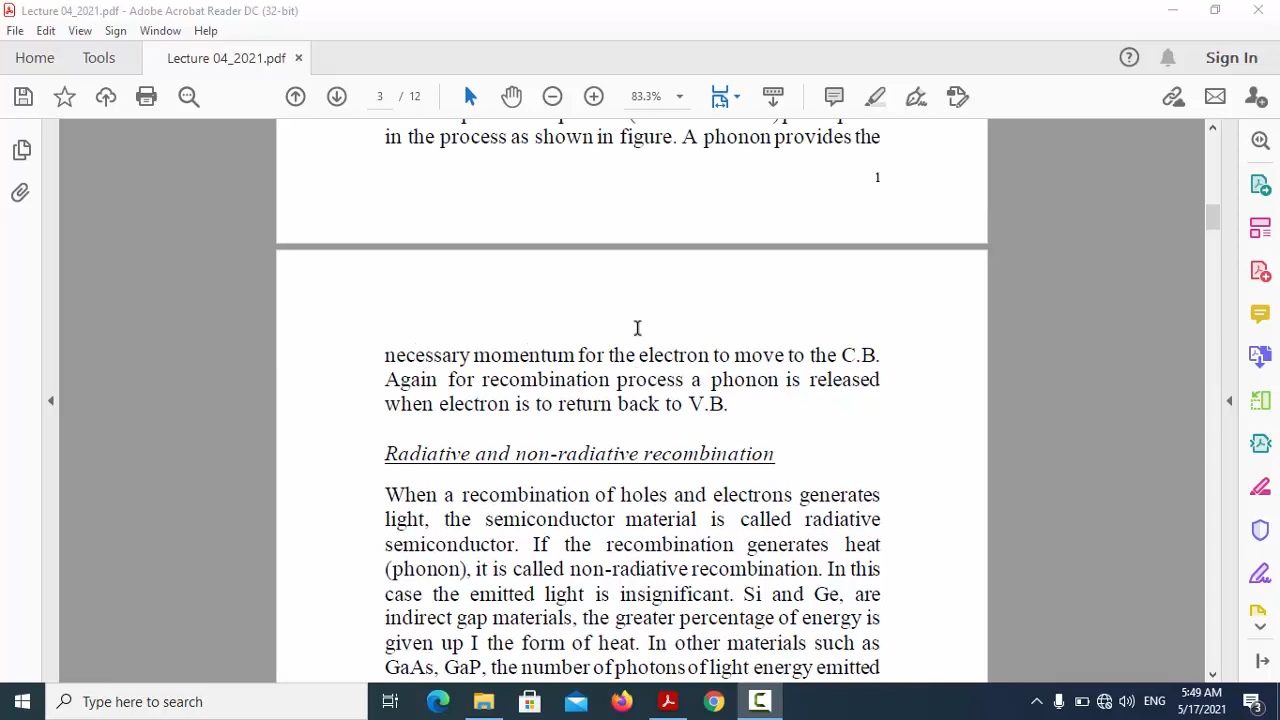 Lecture 04_2021.pdf - Adobe Acrobat Reader DC (32-bit)
File Edit View Sign Window Help
Home Tools Lecture 04_2021.pdf × Sign In
3 / 12 83.3%
in the process as shown in figure. A phonon provides the
1
necessary momentum for the electron to move to the C.B.
Again for recombination process a phonon is released
when electron is to return back to V.B.
Radiative and non-radiative recombination
When a recombination of holes and electrons generates
light, the semiconductor material is called radiative
semiconductor. If the recombination generates heat
(phonon), it is called non-radiative recombination. In this
case the emitted light is insignificant. Si and Ge, are
indirect gap materials, the greater percentage of energy is
given up I the form of heat. In other materials such as
GaAs, GaP, the number of photons of light energy emitted
Type here to search
ENG
5:49 AM
5/17/2021
3